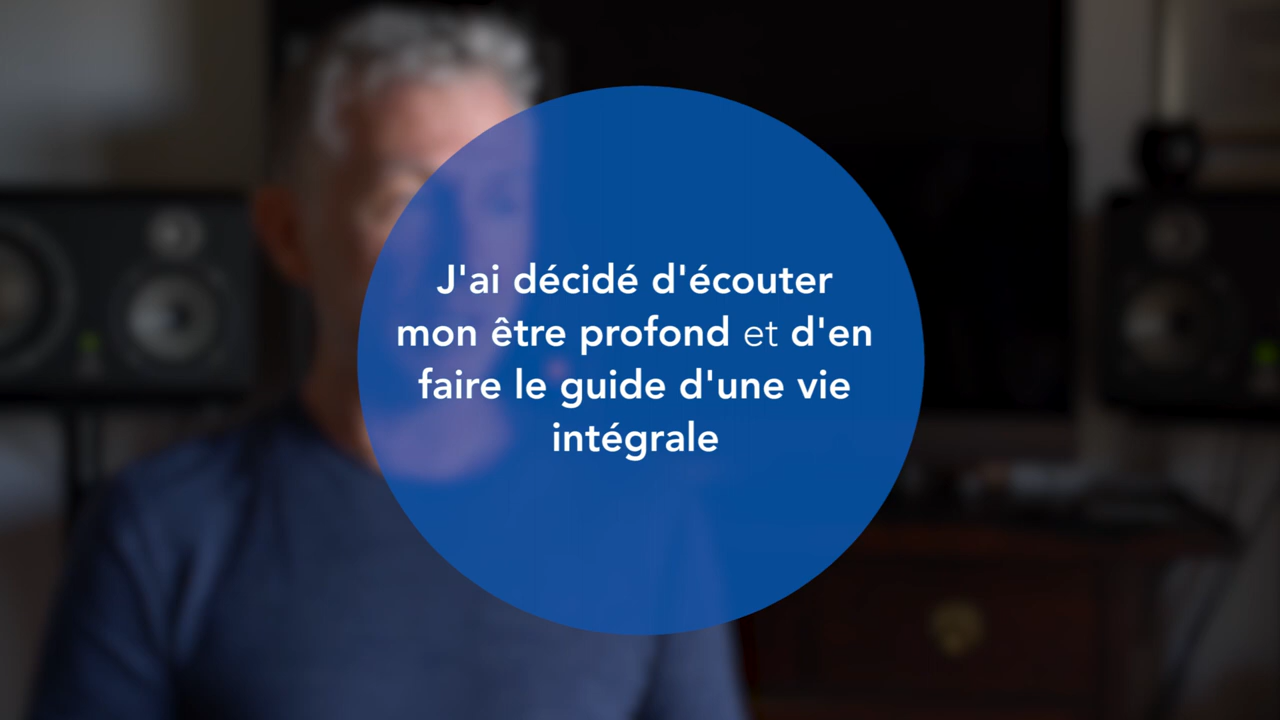 J'ai décidé d'écouter
mon être profond et d'en
faire le guide d'une vie
intégrale